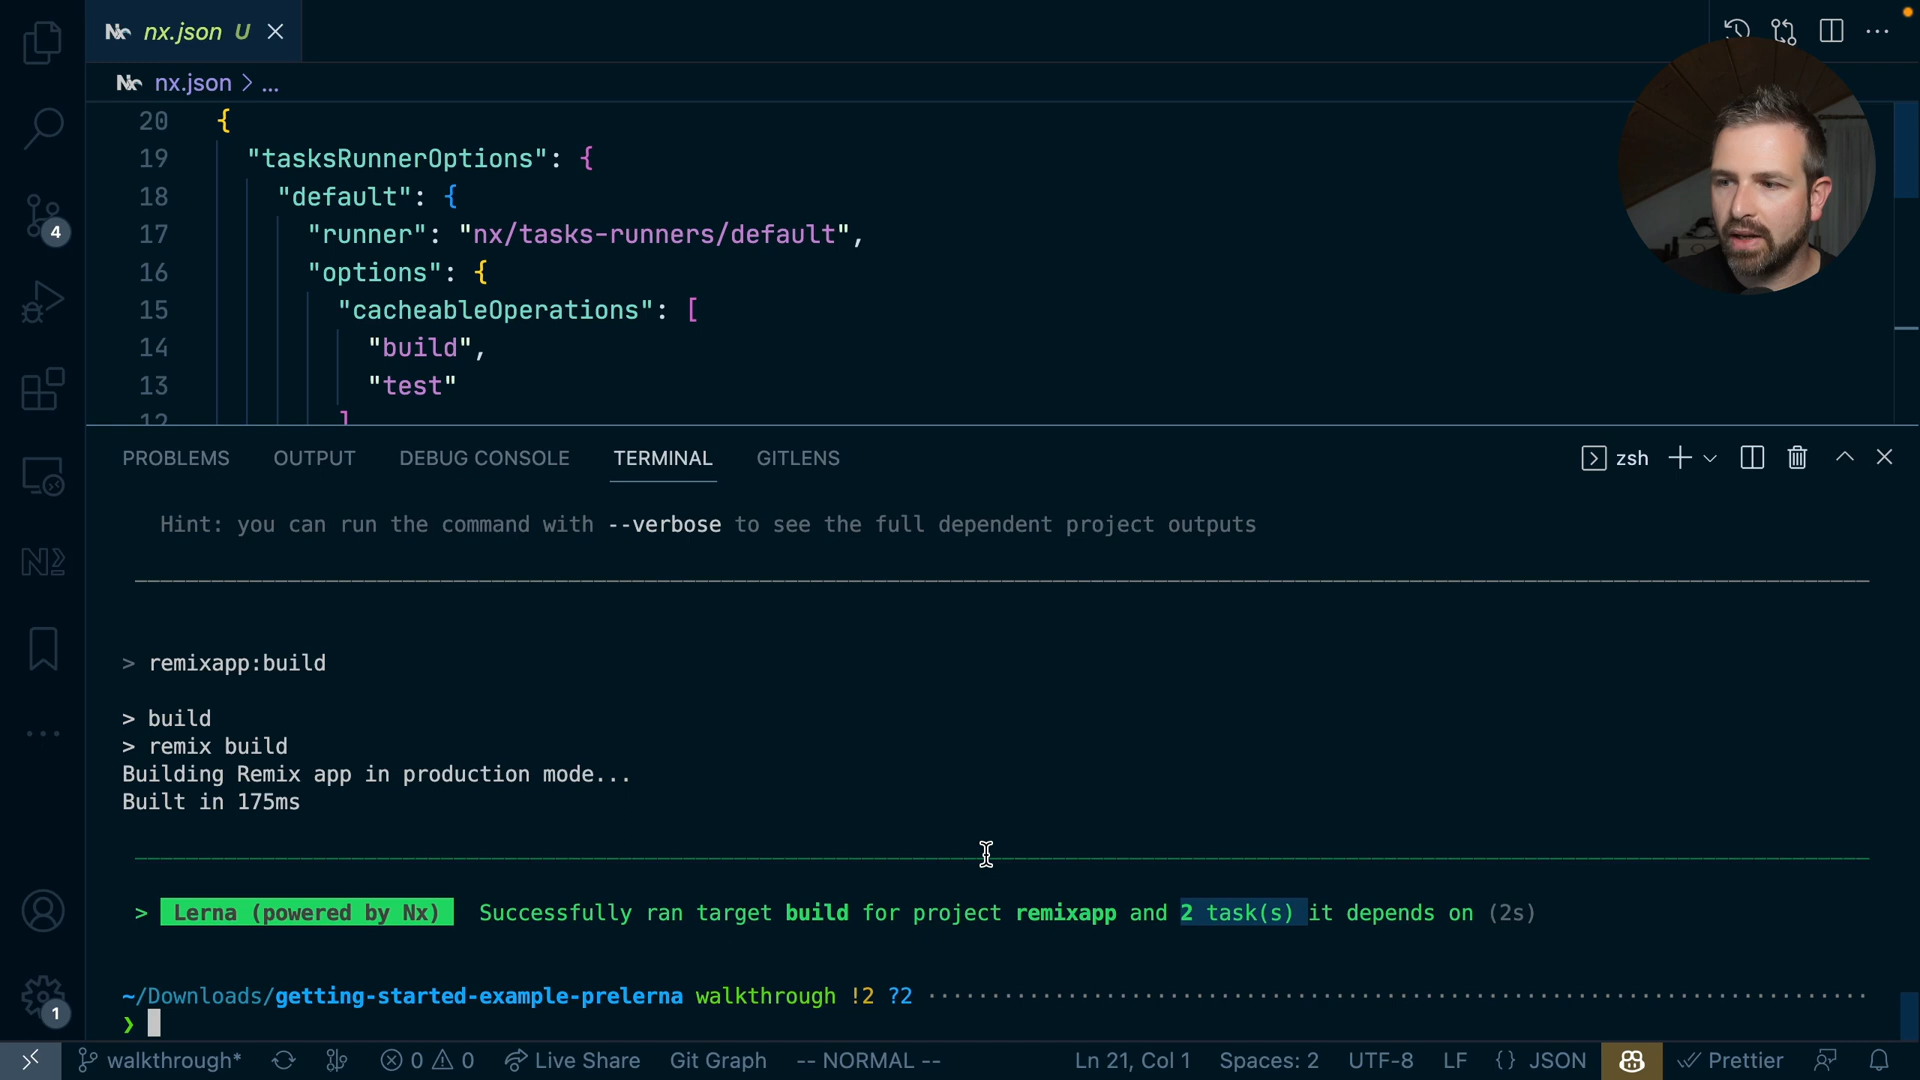 nx.json U
nx.json > ...
20 {
19 "tasksRunnerOptions": {
18 "default": {
17 "runner": "nx/tasks-runners/default",
16 "options": {
15 "cacheableOperations": [
14 "build",
13 "test"
12 ]
4
PROBLEMS OUTPUT DEBUG CONSOLE TERMINAL GITLENS zsh
Hint: you can run the command with --verbose to see the full dependent project outputs
> remixapp:build
> build
> remix build
Building Remix app in production mode...
Built in 175ms
> Lerna (powered by Nx) Successfully ran target build for project remixapp and 2 task(s) it depends on (2s)
~/Downloads/getting-started-example-prelerna walkthrough !2 ?2
❯
1
walkthrough* 0 0 Live Share Git Graph -- NORMAL -- Ln 21, Col 1 Spaces: 2 UTF-8 LF {} JSON Prettier